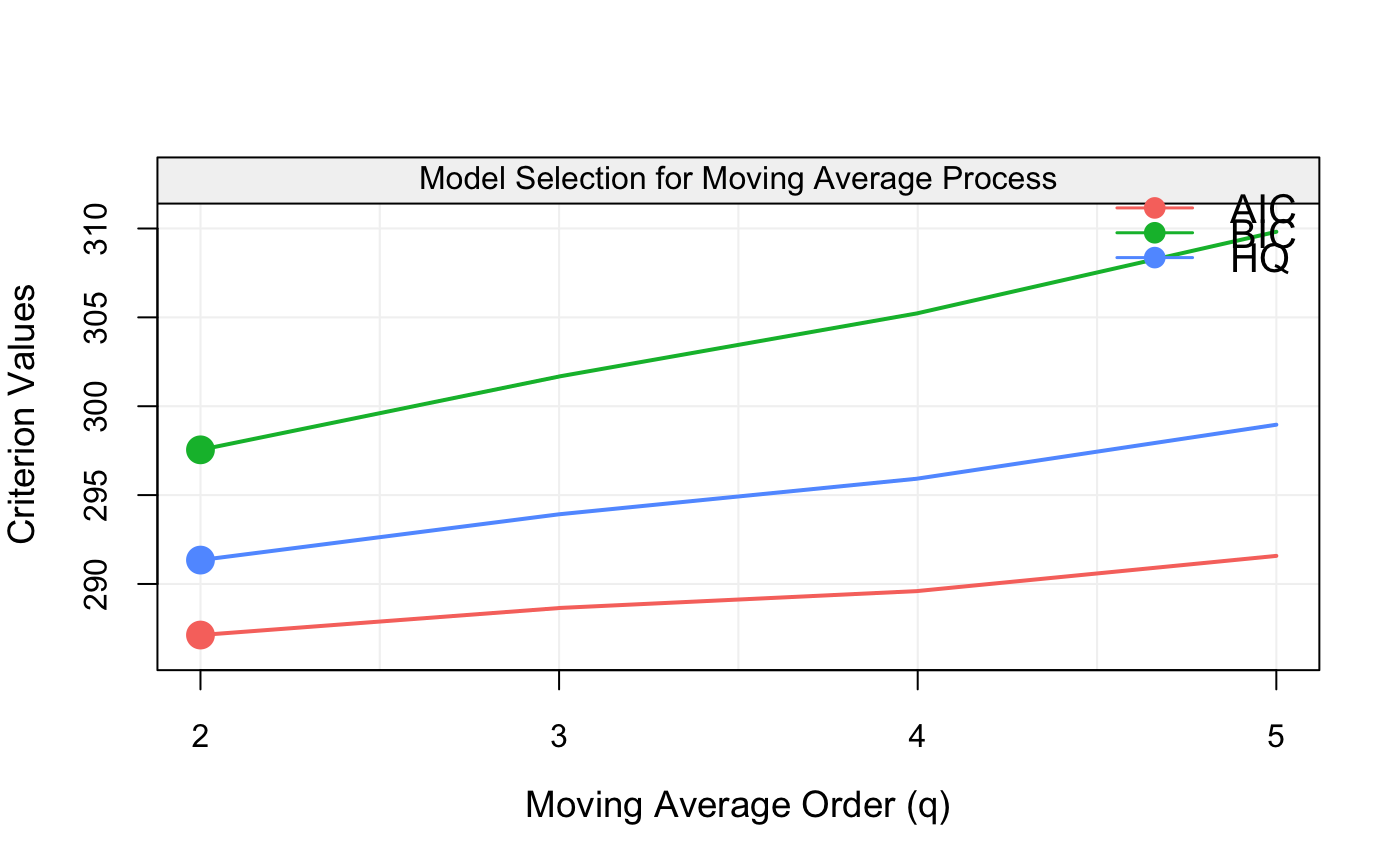 Model Selection for Moving Average Process
AIC
BIC
HQ
Criterion Values
310
305
300
295
290
2 3 4 5
Moving Average Order (q)